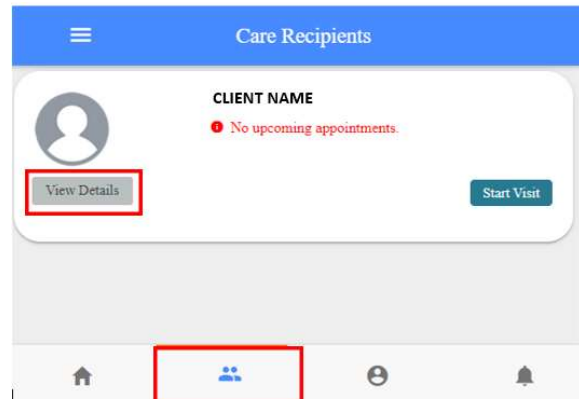 Care Recipients
CLIENT NAME
No upcoming appointments.
View Details
Start Visit